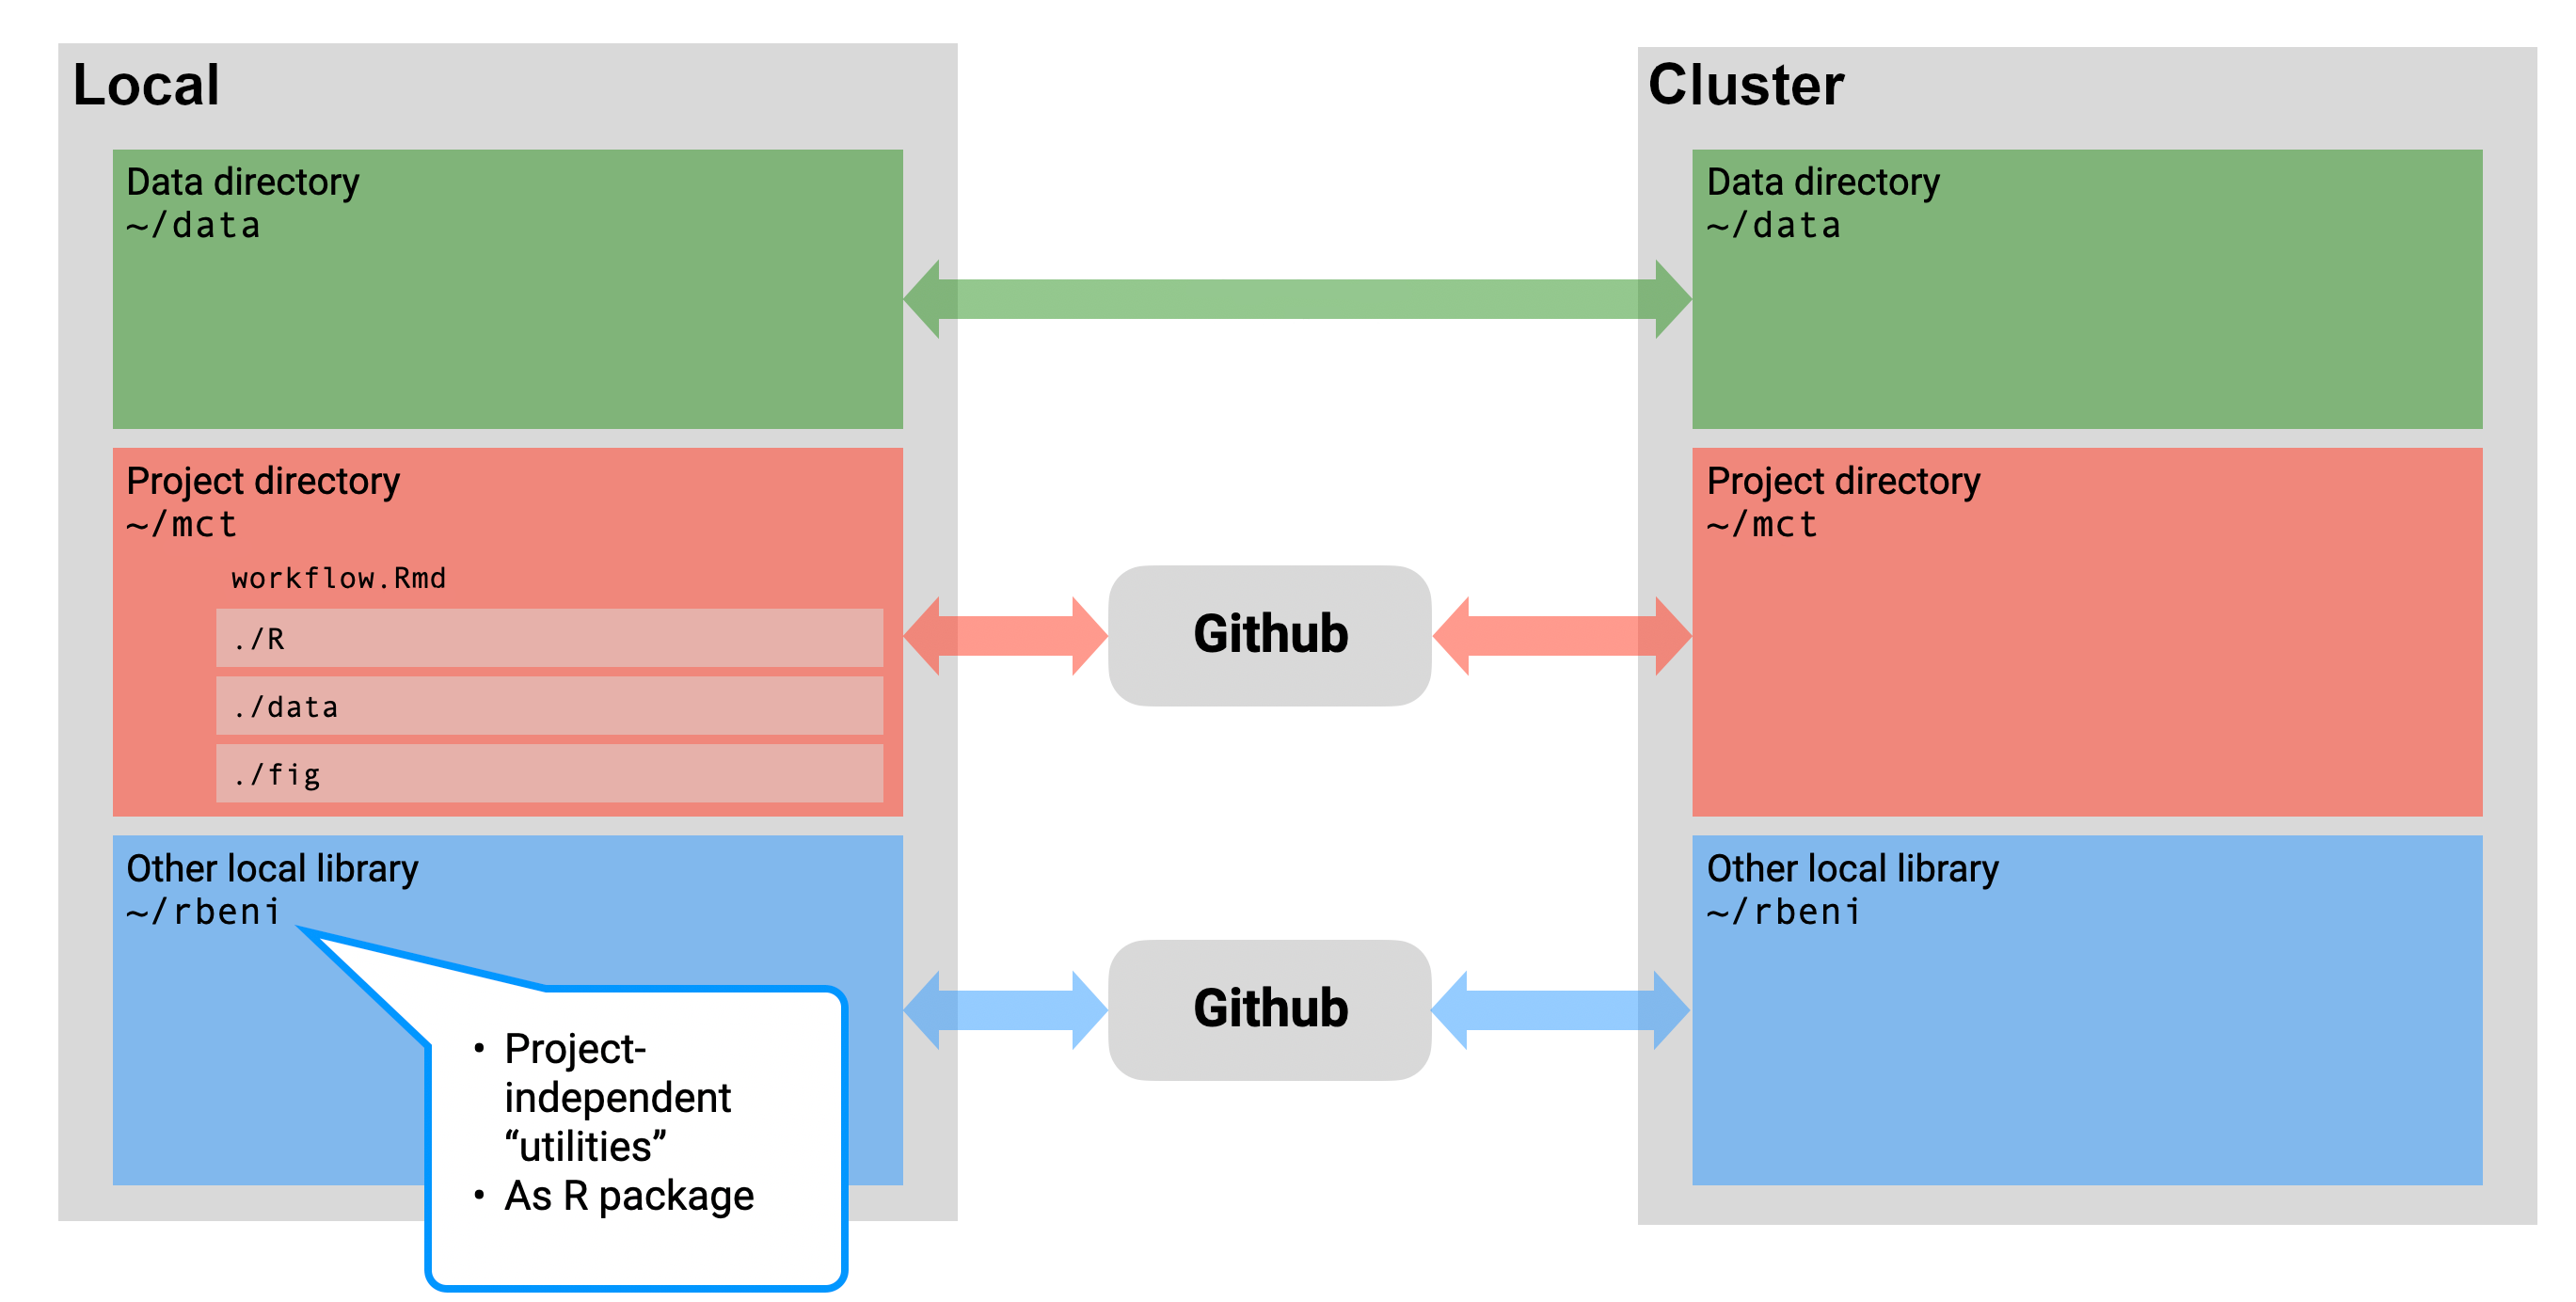 Local
Data directory
~/data
Project directory
~/mct
workflow.Rmd
./R
./data
./fig
Other local library
~/rbeni
• Project-
independent
“utilities”
• As R package
Github
Github
Cluster
Data directory
~/data
Project directory
~/mct
Other local library
~/rbeni